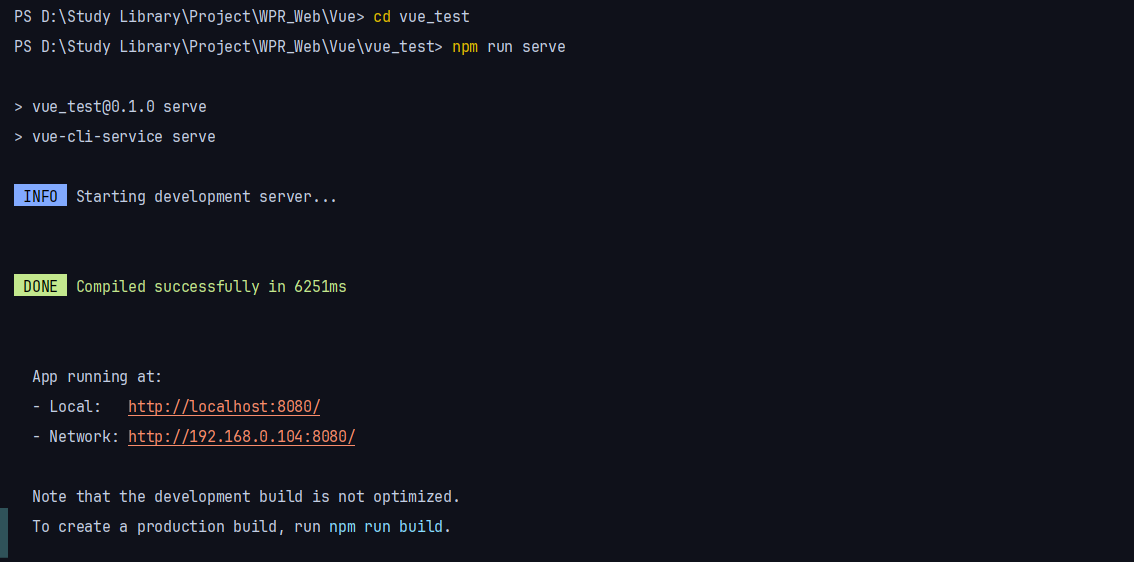 PS D:\Study Library\Project\WPR_Web\Vue> cd vue_test
PS D:\Study Library\Project\WPR_Web\Vue\vue_test> npm run serve
> vue_test@0.1.0 serve
> vue-cli-service serve
INFO Starting development server...
DONE Compiled successfully in 6251ms
App running at:
- Local: http://localhost:8080/
- Network: http://192.168.0.104:8080/
Note that the development build is not optimized.
To create a production build, run npm run build.